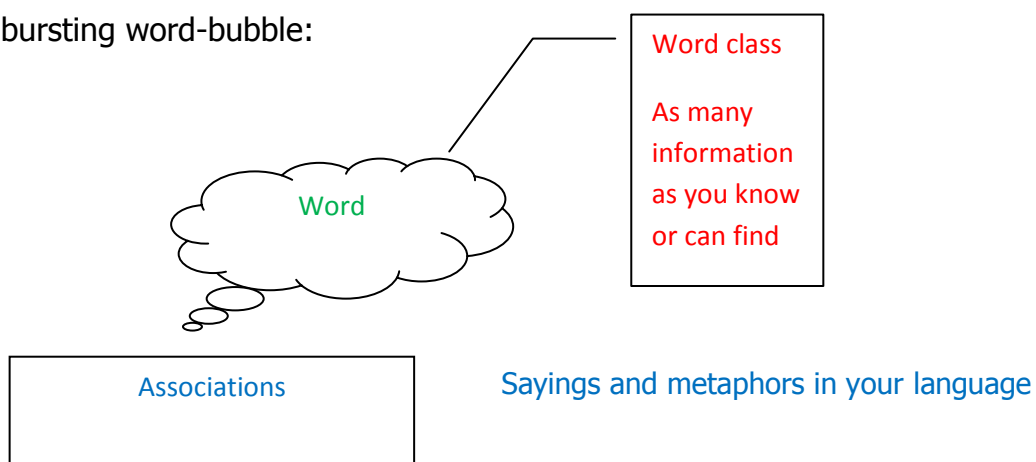 bursting word-bubble:
Word class
As many
information
as you know
or can find
Word
Associations
Sayings and metaphors in your language